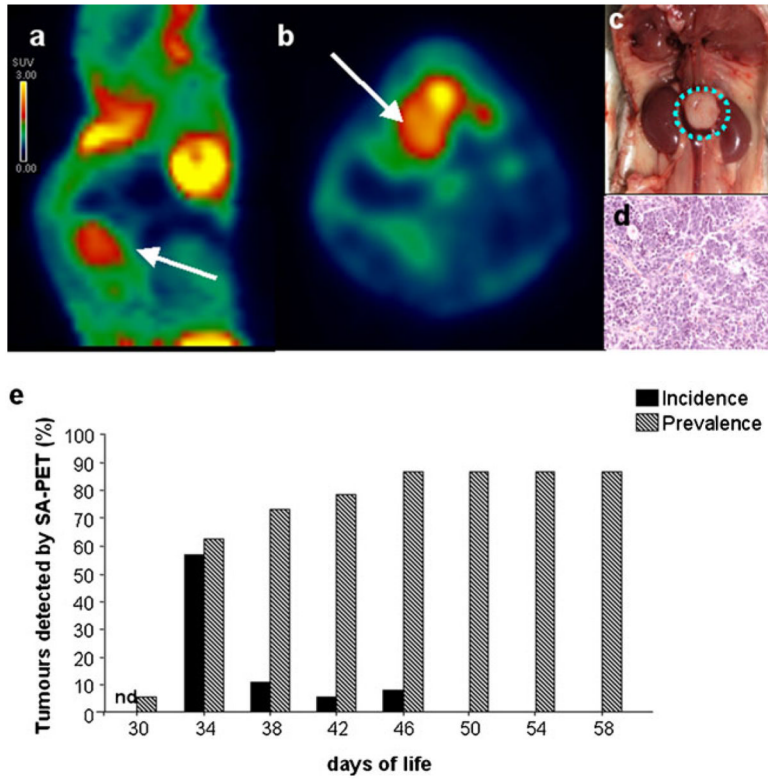 a
b
c
SUV
3.00
0.00
d
e
Incidence
Prevalence
Tumours detected by SA-PET (%)
100
90
80
70
60
50
40
30
20
10
0
nd
30 34 38 42 46 50 54 58
days of life